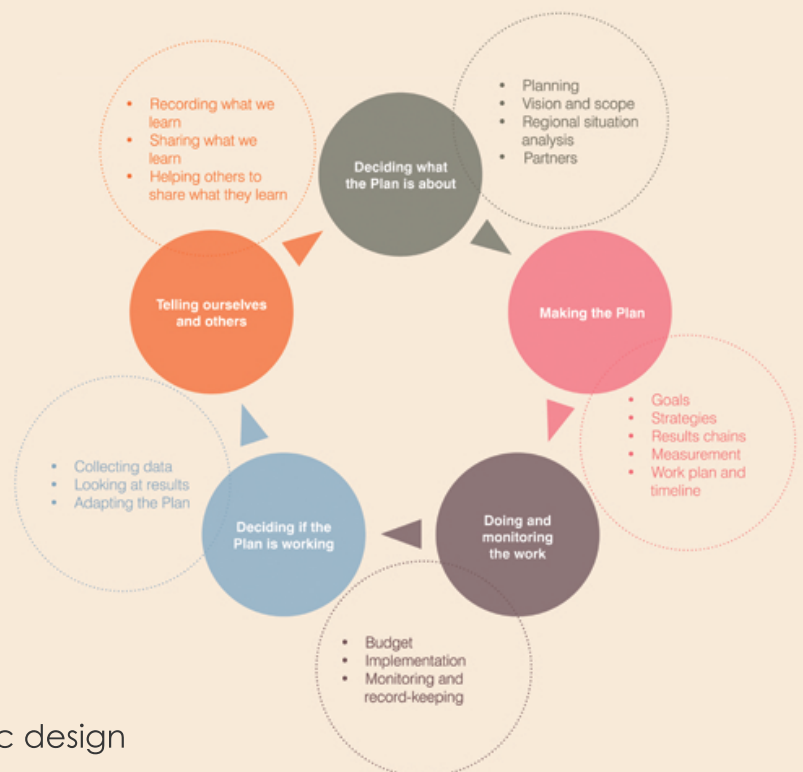 Deciding what
the Plan is about
• Planning
• Vision and scope
• Regional situation
analysis
• Partners
Making the Plan
• Goals
• Strategies
• Results chains
• Measurement
• Work plan and
timeline
Doing and
monitoring
the work
• Budget
• Implementation
• Monitoring and
record-keeping
Deciding if the
Plan is working
• Collecting data
• Looking at results
• Adapting the Plan
Telling ourselves
and others
• Recording what we
learn
• Sharing what we
learn
• Helping others to
share what they learn
design